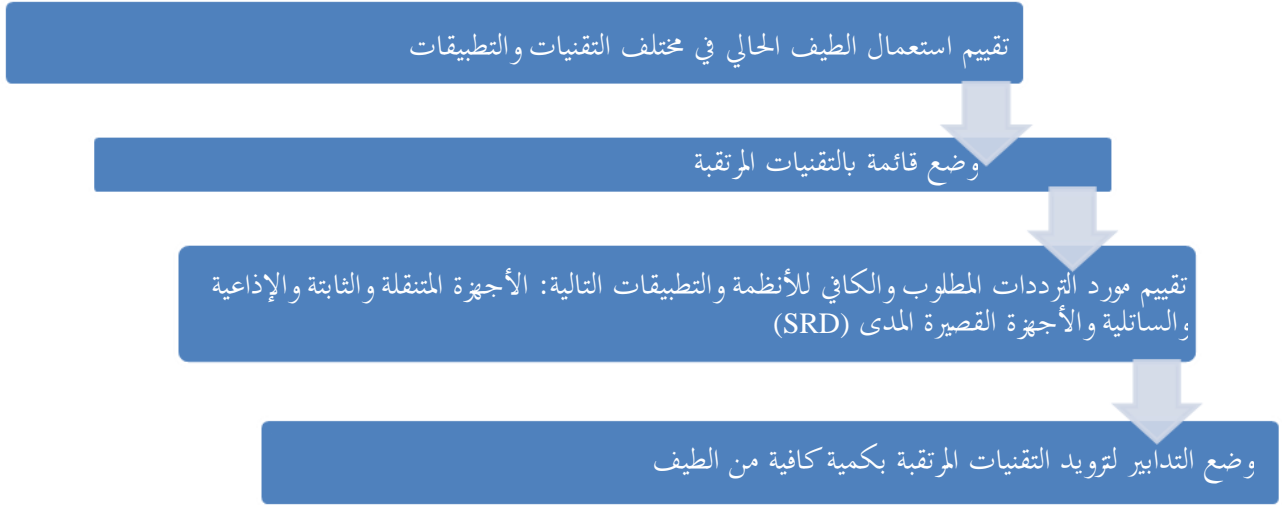 تقييم استعمال الطيف الحالي في مختلف التقنيات والتطبيقات
وضع قائمة بالتقنيات المرتقبة
تقييم مورد الترددات المطلوب والكافي للأنظمة والتطبيقات التالية: الأجهزة المتنقلة والثابتة والإذاعية
والساتلية والأجهزة القصيرة المدى (SRD)
وضع التدابير لتزويد التقنيات المرتقبة بكمية كافية من الطيف